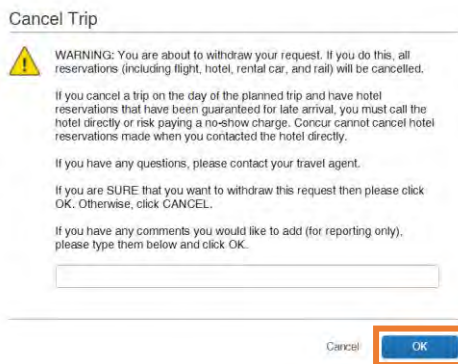 Cancel Trip
WARNING: You are about to withdraw your request. If you do this, all
reservations (including flight, hotel, rental car, and rail) will be cancelled.
If you cancel a trip on the day of the planned trip and have hotel
reservations that have been guaranteed for late arrival, you must call the
hotel directly or risk paying a no-show charge. Concur cannot cancel hotel
reservations made when you contacted the hotel directly.
If you have any questions, please contact your travel agent.
If you are SURE that you want to withdraw this request then please click
OK. Otherwise, click CANCEL.
If you have any comments you would like to add (for reporting only),
please type them below and click OK.
Cancel OK